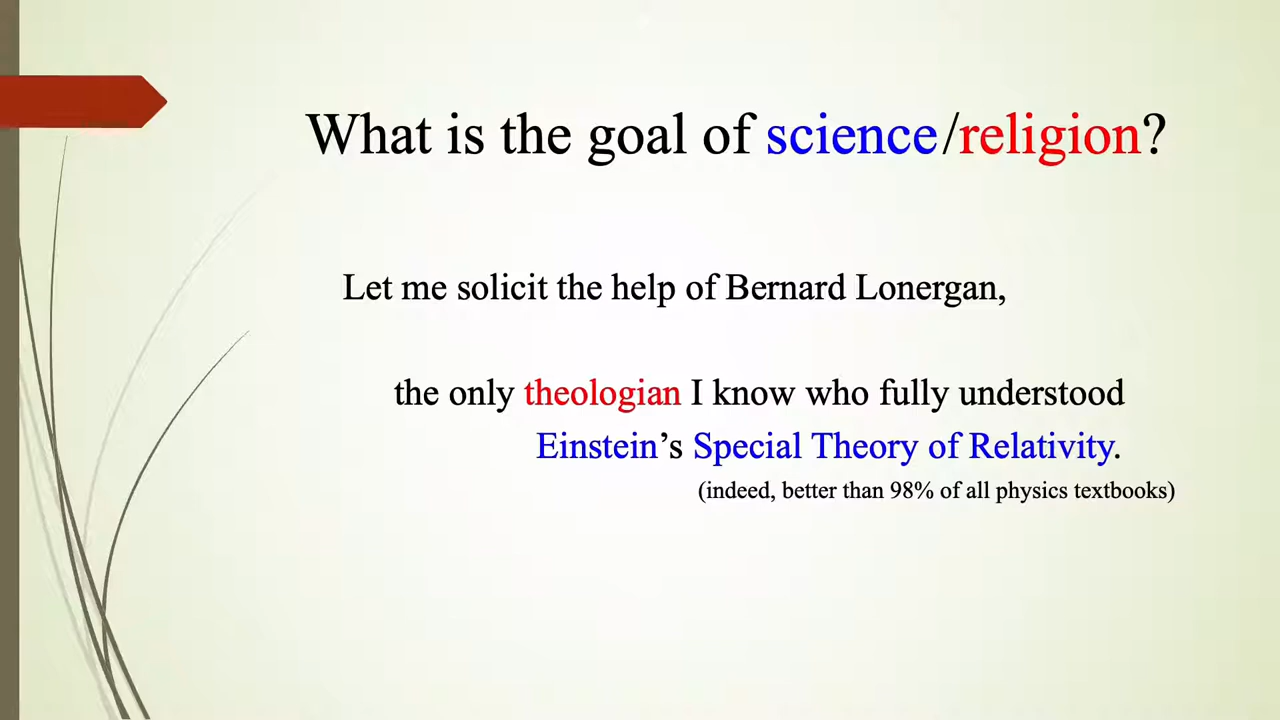 What is the goal of science/religion?
Let me solicit the help of Bernard Lonergan,
the only theologian I know who fully understood
Einstein’s Special Theory of Relativity.
(indeed, better than 98% of all physics textbooks)